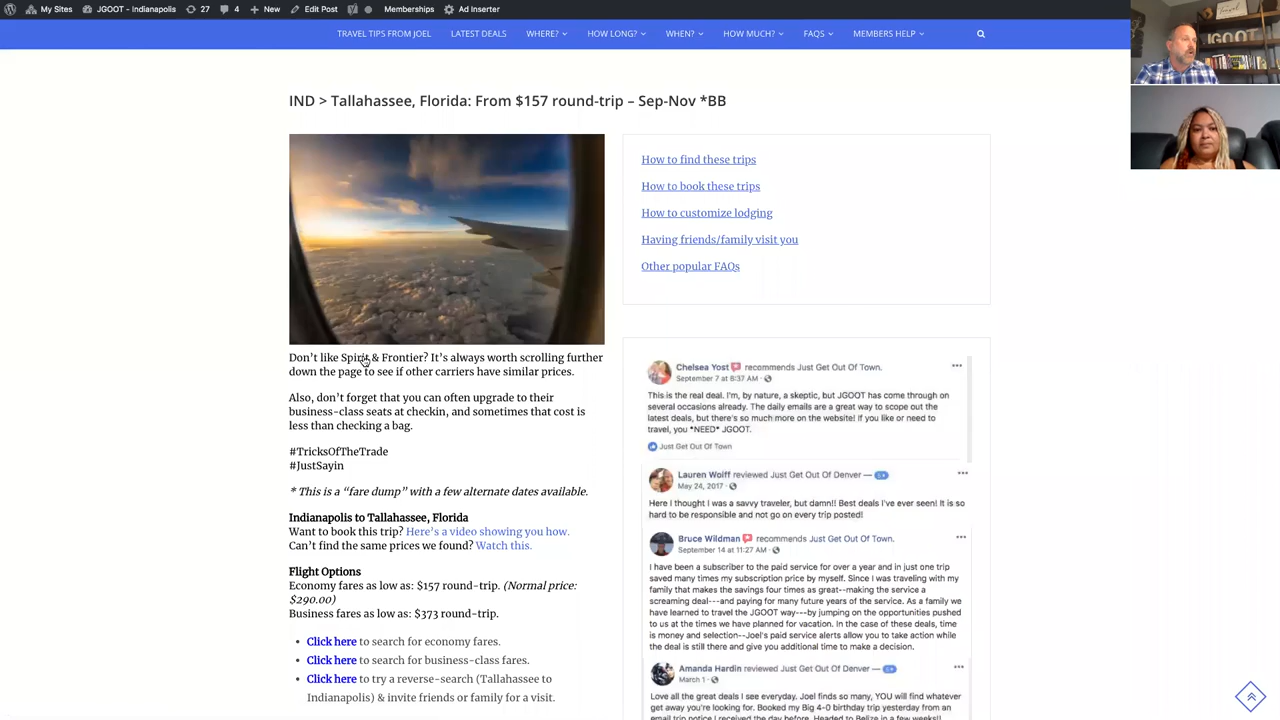 My Sites JGOOT - Indianapolis 27 4 New Edit Post Memberships Ad Inserter
TRAVEL TIPS FROM JOEL LATEST DEALS WHERE? HOW LONG? WHEN? HOW MUCH? FAQS MEMBERS HELP
JGOOT
IND > Tallahassee, Florida: From $157 round-trip – Sep-Nov *BB
Don't like Spirit & Frontier? It's always worth scrolling further
down the page to see if other carriers have similar prices.
Also, don't forget that you can often upgrade to their
business-class seats at checkin, and sometimes that cost is
less than checking a bag.
#TricksOfTheTrade
#JustSayin
* This is a “fare dump” with a few alternate dates available.
Indianapolis to Tallahassee, Florida
Want to book this trip? Here's a video showing you how.
Can't find the same prices we found? Watch this.
Flight Options
Economy fares as low as: $157 round-trip. (Normal price:
$290.00)
Business fares as low as: $373 round-trip.
• Click here to search for economy fares.
• Click here to search for business-class fares.
• Click here to try a reverse-search (Tallahassee to
Indianapolis) & invite friends or family for a visit.
How to find these trips
How to book these trips
How to customize lodging
Having friends/family visit you
Other popular FAQs
Chelsea Yost recommends Just Get Out Of Town.
September 7 at 8:37 AM ·
This is the real deal. I'm, by nature, a skeptic, but JGOOT has come through on
several occasions already. The daily emails are a great way to scope out the
latest deals, but there's so much more on the website! If you like or need to
travel, you *NEED* JGOOT.
Just Get Out Of Town
Lauren Wolff reviewed Just Get Out Of Denver — 5
May 24, 2017 ·
Here I thought I was a savvy traveler, but damn!! Best deals I've ever seen! It is so
hard to be responsible and not go on every trip posted!
Bruce Wildman recommends Just Get Out Of Town.
September 14 at 11:27 AM ·
I have been a subscriber to the paid service for over a year and in just one trip
saved many times my subscription price by myself. Since I was traveling with my
family that makes the savings four times as great--making the service a
screaming deal---and paying for many future years of the service. As a family we
have learned to travel the JGOOT way---by jumping on the opportunities pushed
to us at the times we have planned for vacation. In the case of these deals, time
is money and selection--Joel's paid service alerts allow you to take action while
the deal is still there and give you additional time to make a decision.
Amanda Hardin reviewed Just Get Out Of Denver — 5
March 1 ·
Love all the great deals I see everyday. Joel finds so many, YOU will find whatever
get away you're looking for. Booked my Big 4-0 birthday trip yesterday from an
email trip notice I received the day before. Headed to Belize in a few weeks!!